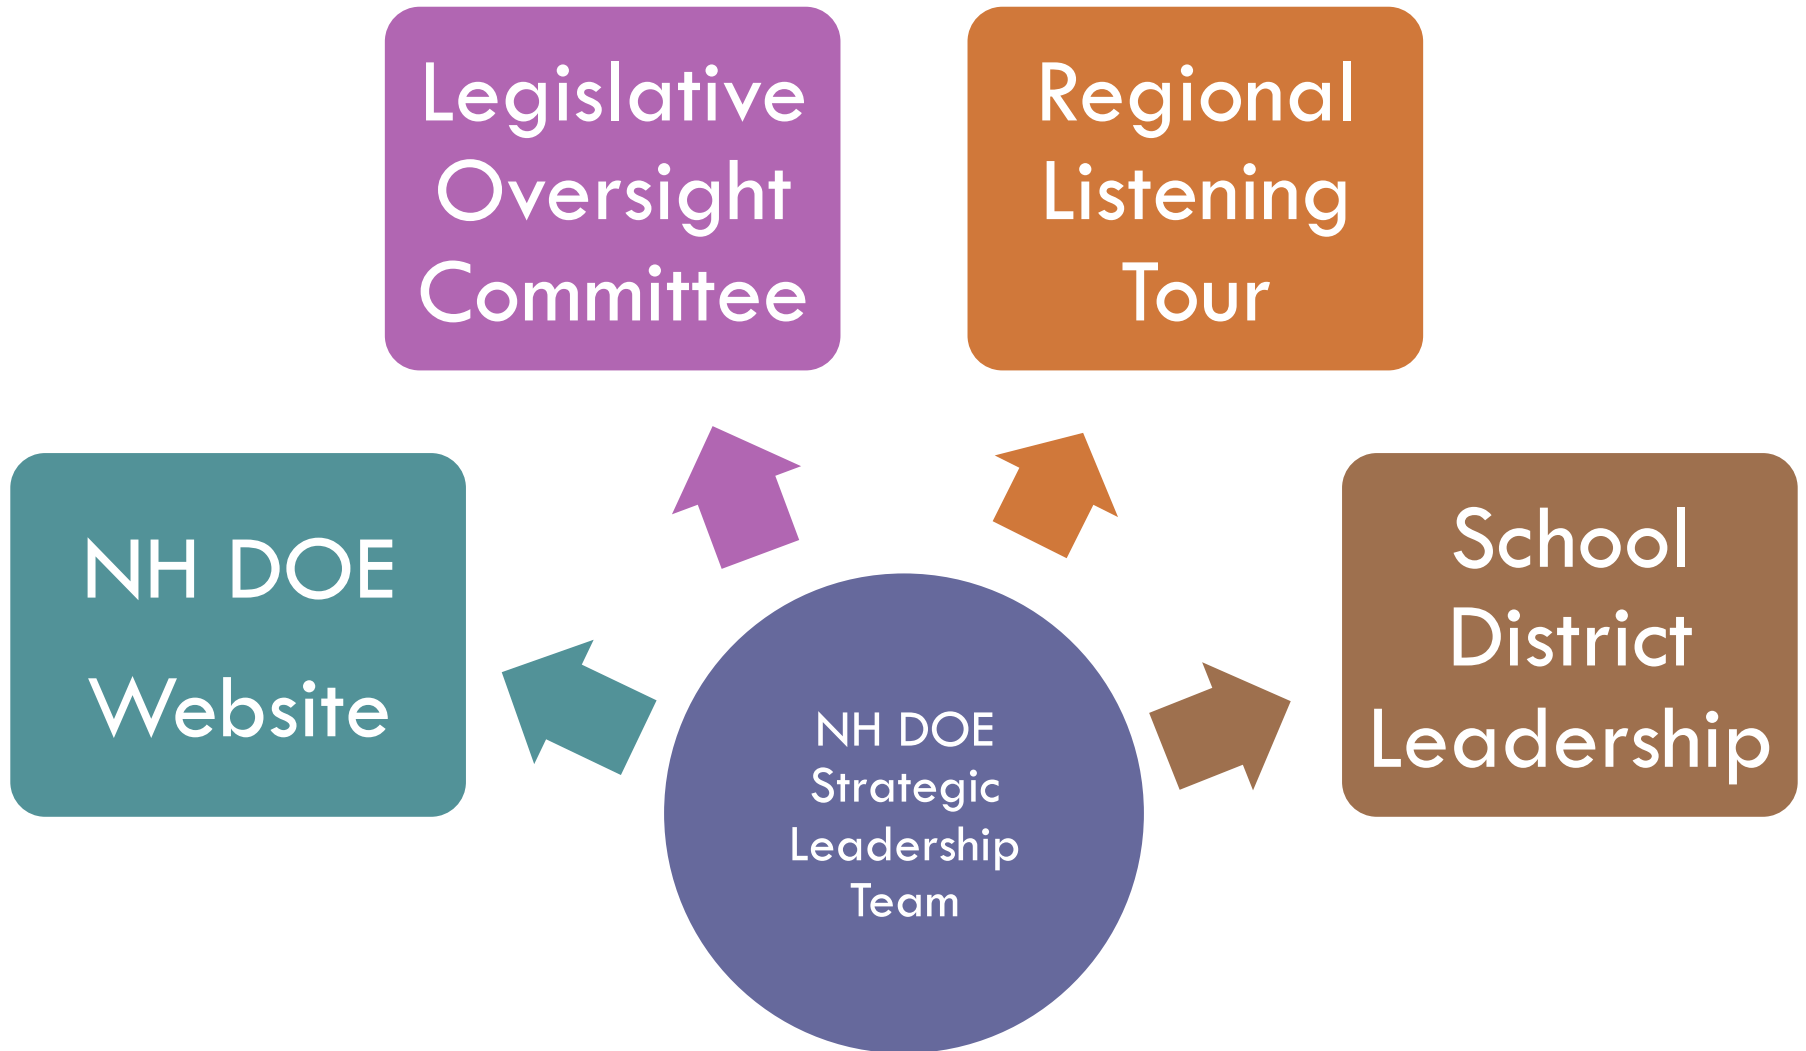 Legislative
Oversight
Committee
Regional
Listening
Tour
NH DOE
Website
School
District
Leadership
NH DOE
Strategic
Leadership
Team